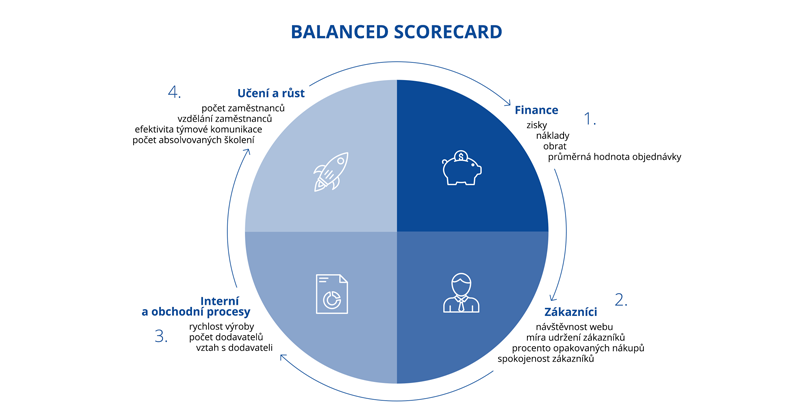 BALANCED SCORECARD
Finance
1.
zisky
náklady
obrat
průměrná hodnota objednávky
Zákazníci
2.
návštěvnost webu
míra udržení zákazníků
procento opakovaných nákupů
spokojenost zákazníků
Interní
a obchodní procesy
3.
rychlost výroby
počet dodavatelů
vztah s dodavateli
4.
Učení a růst
počet zaměstnanců
vzdělání zaměstnanců
efektivita týmové komunikace
počet absolvovaných školení
$